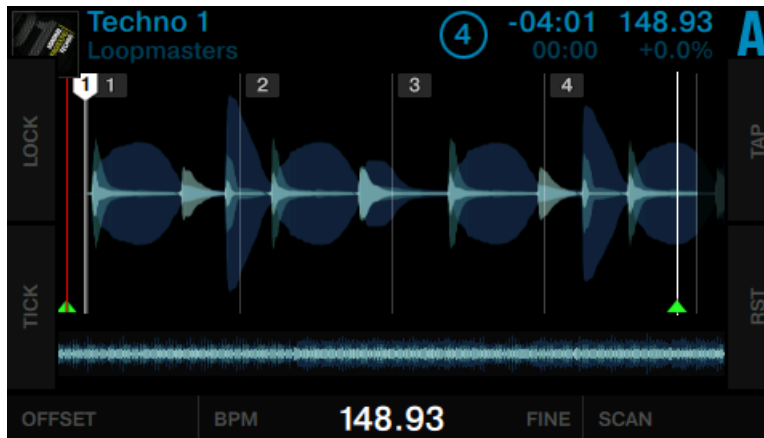 Techno 1
Loopmasters
4
-04:01
00:00
148.93
+0.0%
A
LOCK
TAP
1
1
2
3
4
TICK
RST
OFFSET
BPM
148.93
FINE
SCAN